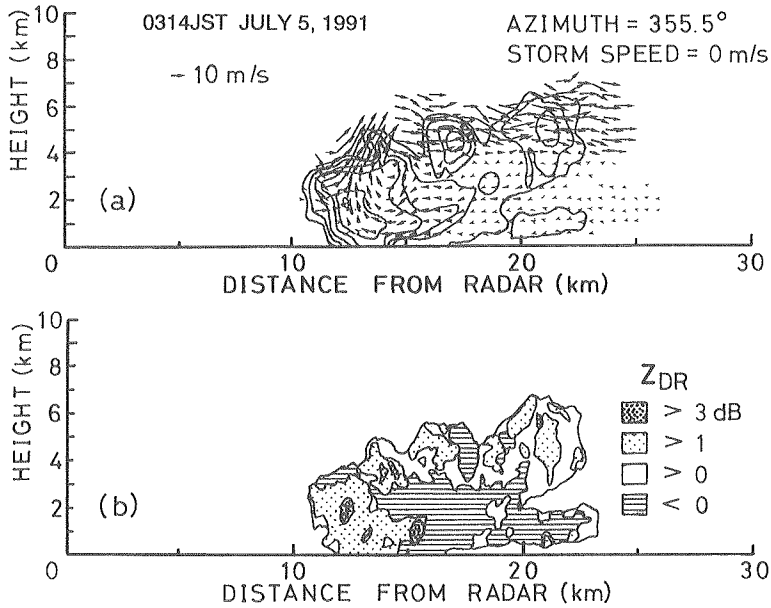 0314JST JULY 5, 1991
AZIMUTH = 355.5°
STORM SPEED = 0 m/s
10 m/s
HEIGHT (km)
10
8
6
4
2
0
(a)
10
20
30
DISTANCE FROM RADAR (km)
HEIGHT (km)
10
8
6
4
2
0
(b)
ZDR
> 3 dB
> 1
> 0
< 0
0
10
20
30
DISTANCE FROM RADAR (km)